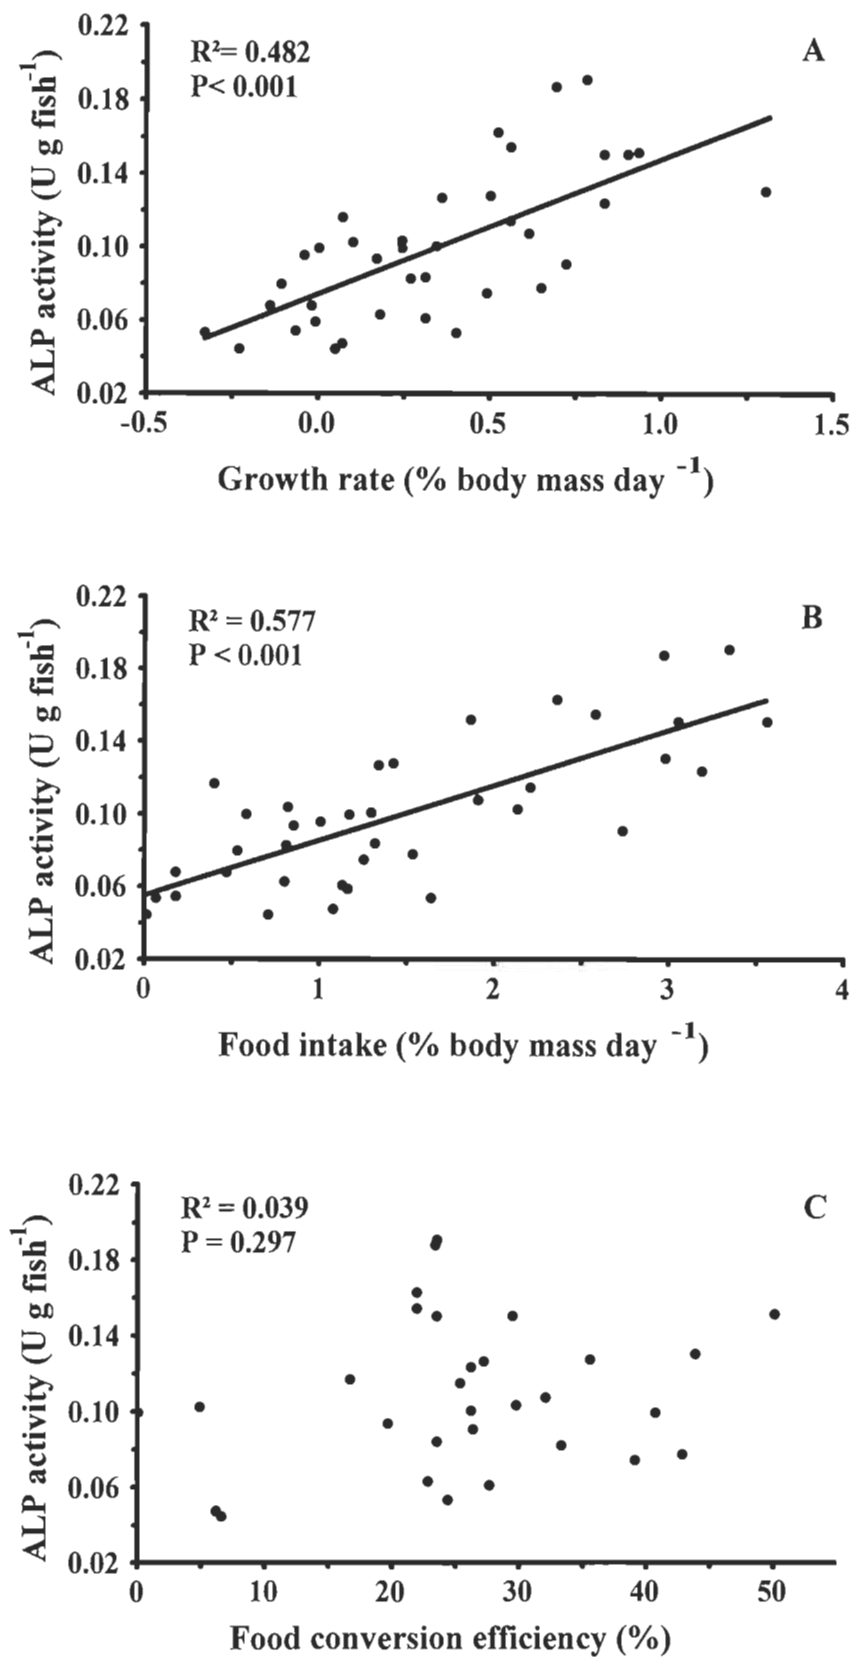 0.22
R²= 0.482
A
P< 0.001
0.18
0.14
0.10
0.06
0.02
ALP activity (U g fish⁻¹)
-0.5 0.0 0.5 1.0 1.5
Growth rate (% body mass day ⁻¹)
0.22
R² = 0.577
B
P < 0.001
0.18
0.14
0.10
0.06
0.02
ALP activity (U g fish⁻¹)
0 1 2 3 4
Food intake (% body mass day ⁻¹)
0.22
R² = 0.039
C
P = 0.297
0.18
0.14
0.10
0.06
0.02
ALP activity (U g fish⁻¹)
0 10 20 30 40 50
Food conversion efficiency (%)